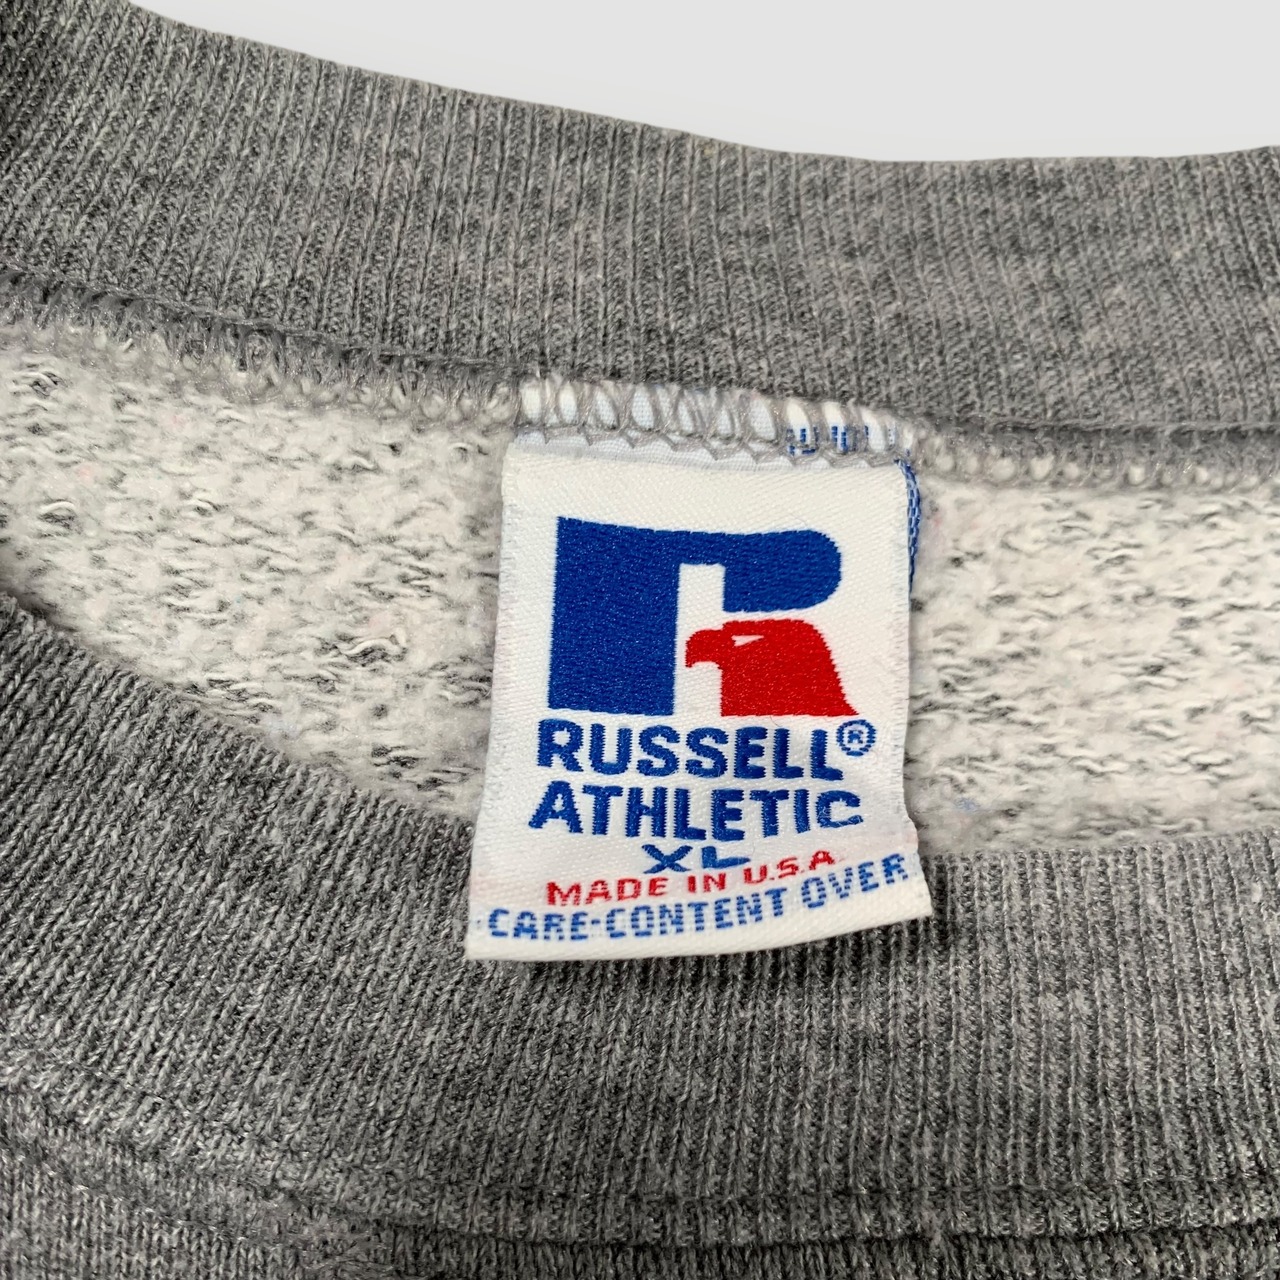 RUSSELL®
ATHLETIC
XL
MADE IN U.S.A.
CARE-CONTENT OVER